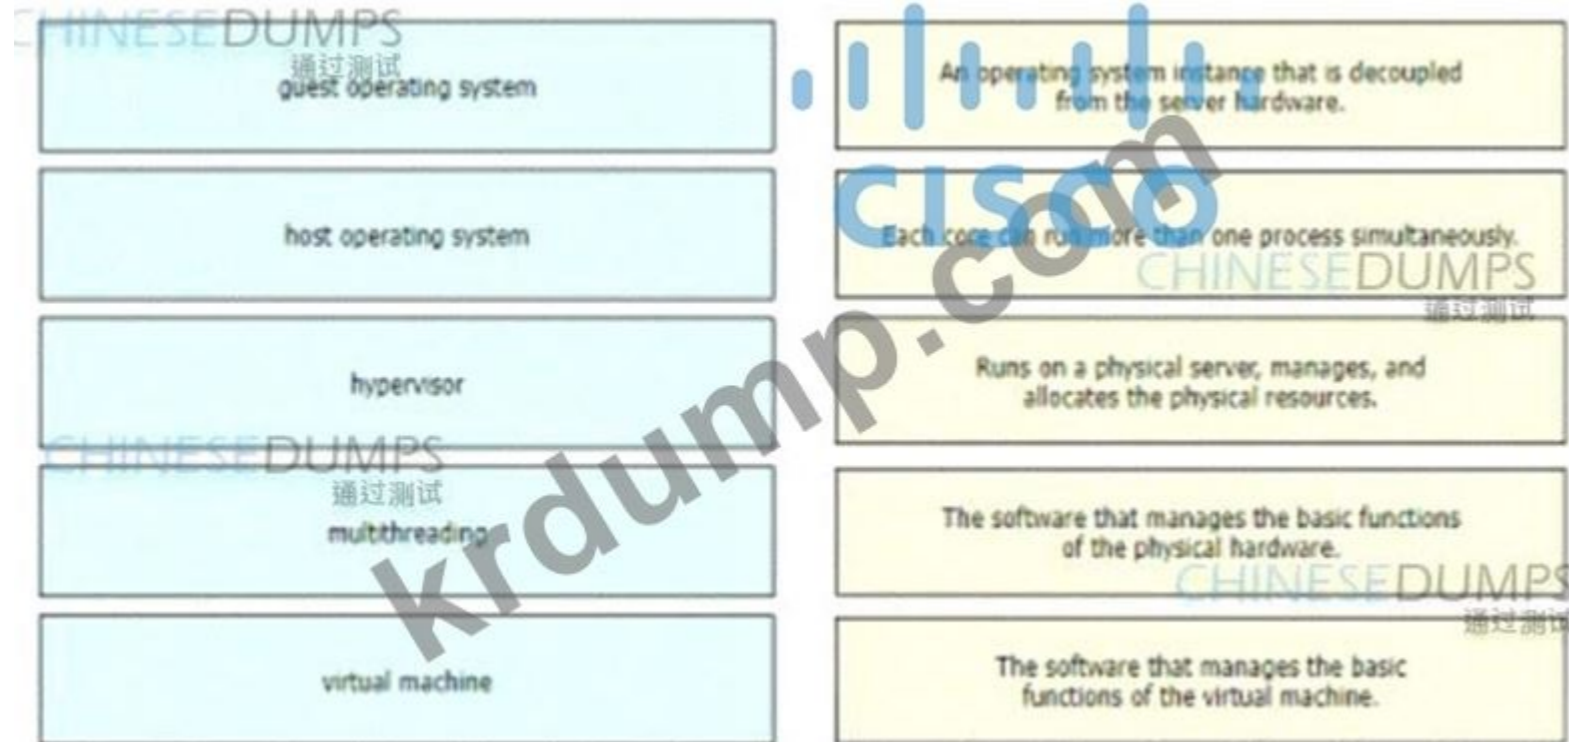 CHINESEDUMPS
通过测试
guest operating system
host operating system
hypervisor
CHINESEDUMPS
通过测试
multithreading
virtual machine
An operating system instance that is decoupled
from the server hardware.
CISCO
Each core can run more than one process simultaneously.
CHINESEDUMPS
通过测试
Runs on a physical server, manages, and
allocates the physical resources.
The software that manages the basic functions
of the physical hardware.
CHINESEDUMPS
通过测试
The software that manages the basic
functions of the virtual machine.
krdump.com